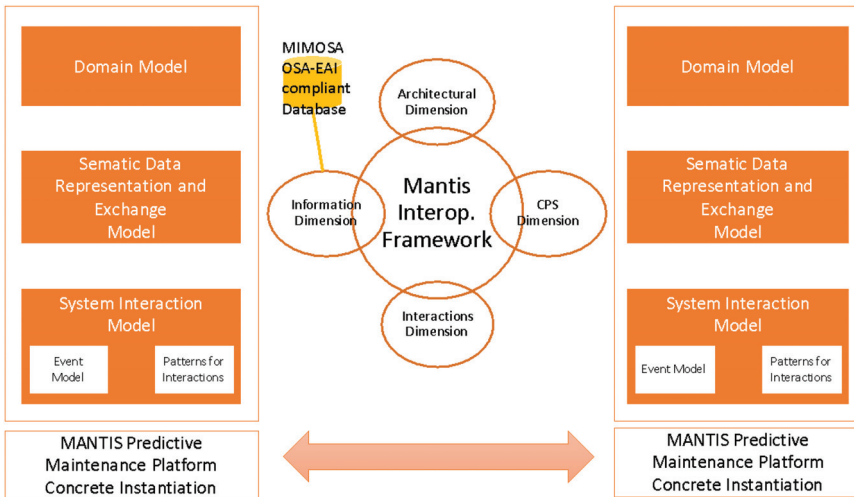 Domain Model
Sematic Data
Representation and
Exchange
Model
System Interaction
Model
Event
Model
Patterns for
Interactions
MANTIS Predictive
Maintenance Platform
Concrete Instantiation
MIMOSA
OSA-EAI
compliant
Database
Architectural
Dimension
Information
Dimension
Mantis
Interop.
Framework
CPS
Dimension
Interactions
Dimension
Domain Model
Sematic Data
Representation and
Exchange
Model
System Interaction
Model
Event Model
Patterns for
Interactions
MANTIS Predictive
Maintenance Platform
Concrete Instantiation